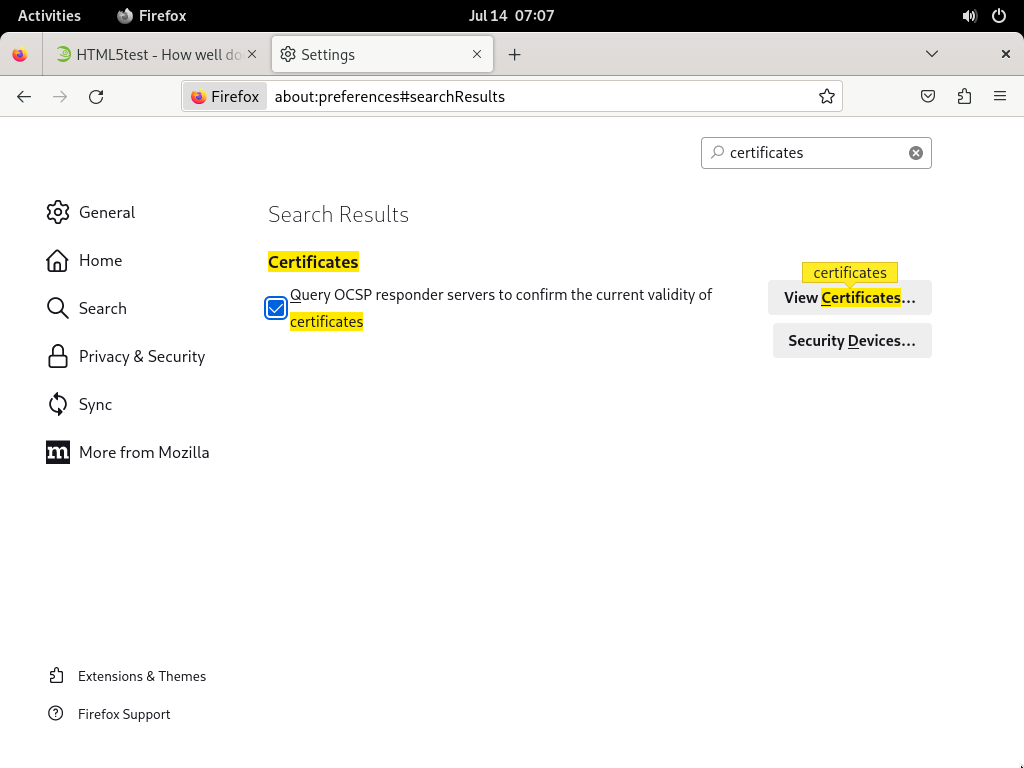 Activities
Firefox
Jul 14 07:07
HTML5test - How well do
Settings
Firefox
about:preferences#searchResults
certificates
General
Home
Search
Privacy & Security
Sync
More from Mozilla
Extensions & Themes
Firefox Support
Search Results
Certificates
Query OCSP responder servers to confirm the current validity of
certificates
certificates
View Certificates...
Security Devices...